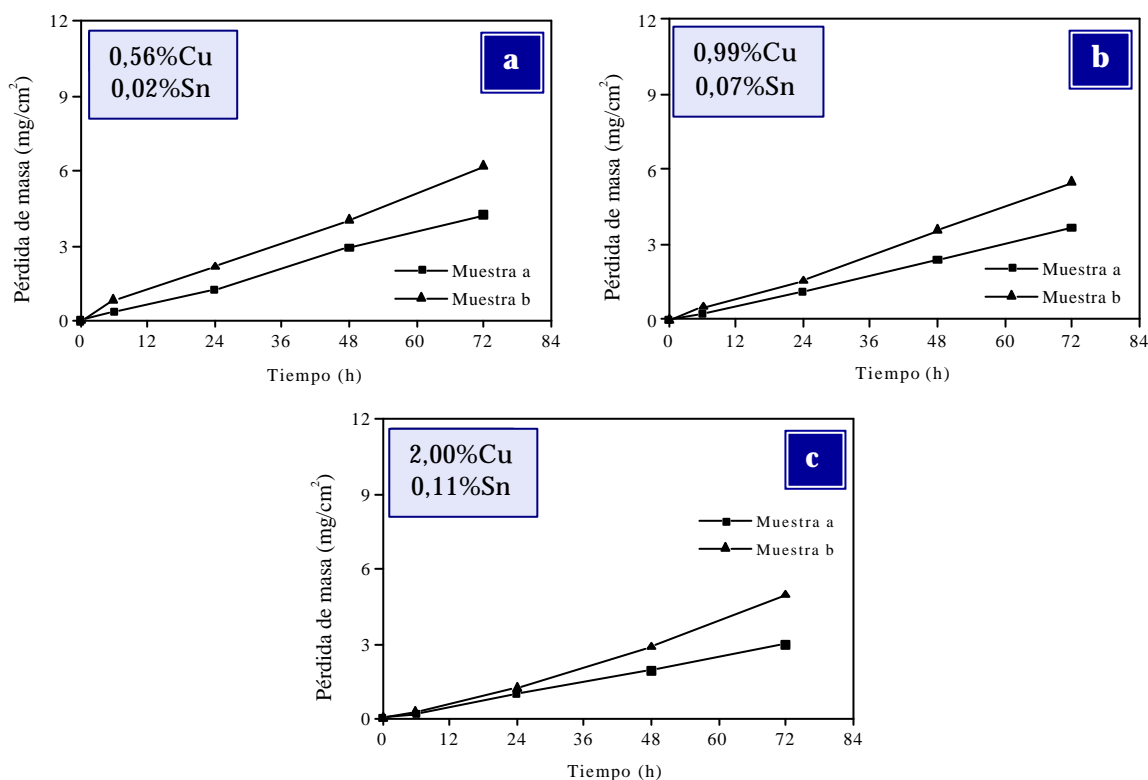 12
9
6
3
0
Pérdida de masa (mg/cm²)
0,56%Cu
0,02%Sn
a
Muestra a
Muestra b
0 12 24 36 48 60 72 84
Tiempo (h)
12
9
6
3
0
Pérdida de masa (mg/cm²)
0,99%Cu
0,07%Sn
b
Muestra a
Muestra b
0 12 24 36 48 60 72 84
Tiempo (h)
12
9
6
3
0
Pérdida de masa (mg/cm²)
2,00%Cu
0,11%Sn
c
Muestra a
Muestra b
0 12 24 36 48 60 72 84
Tiempo (h)